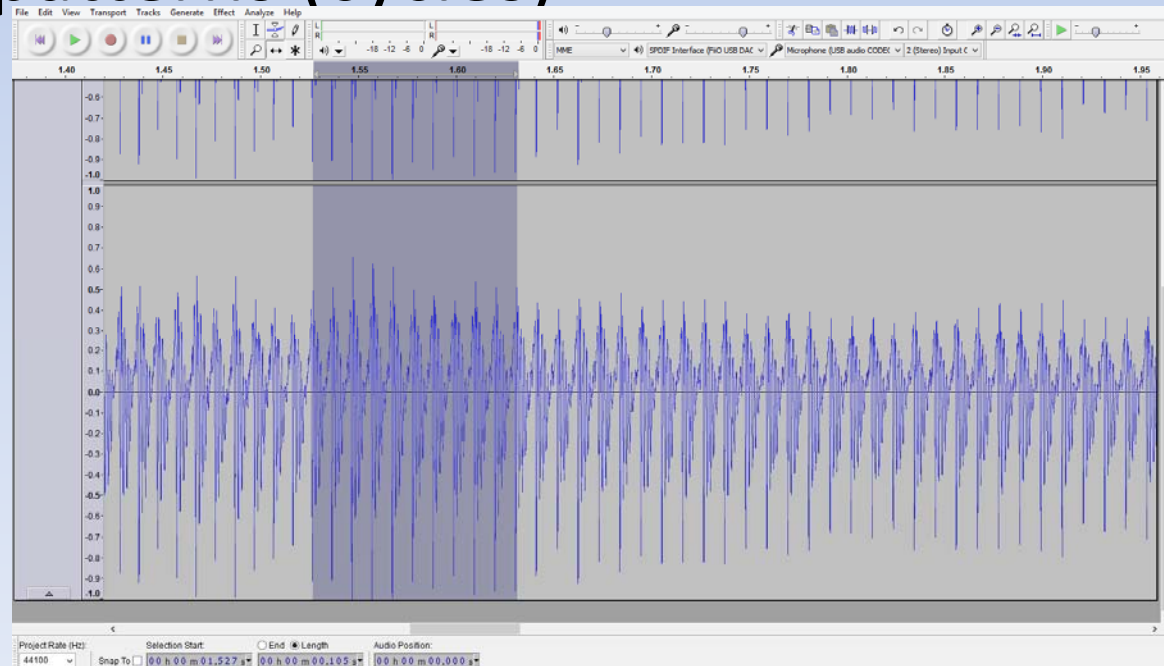 File Edit View Transport Tracks Generate Effect Analyze Help
L
R
-18 -12 -6 0
L
R
-18 -12 -6 0
MME
SPDIF Interface (FiiO USB DAC
Microphone (USB audio CODEC
2 (Stereo) Input C
1.40 1.45 1.50 1.55 1.60 1.65 1.70 1.75 1.80 1.85 1.90 1.95
-0.6
-0.7
-0.8
-0.9
-1.0
1.0
0.9
0.8
0.7
0.6
0.5
0.4
0.3
0.2
0.1
0.0
-0.1
-0.2
-0.3
-0.4
-0.5
-0.6
-0.7
-0.8
-0.9
-1.0
Project Rate (Hz): Selection Start: End Length Audio Position:
44100 Snap To 00 h 00 m 01.527 s 00 h 00 m 00.105 s 00 h 00 m 00.000 s